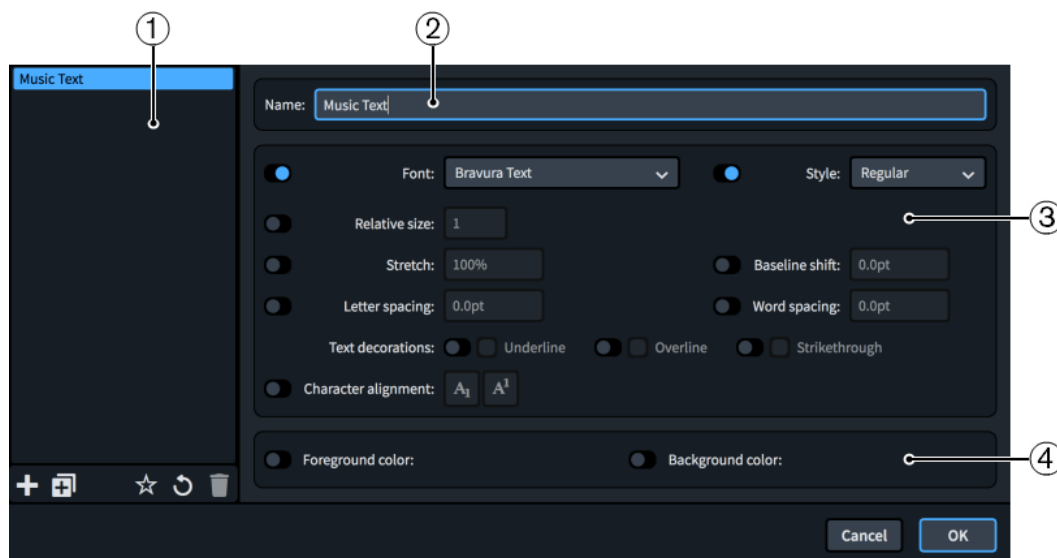 1
2
Music Text
Name: Music Text
3
Font: Bravura Text Style: Regular
Relative size: 1
Stretch: 100% Baseline shift: 0.0pt
Letter spacing: 0.0pt Word spacing: 0.0pt
Text decorations: Underline Overline Strikethrough
Character alignment: A1 A1
4
Foreground color: Background color:
Cancel OK